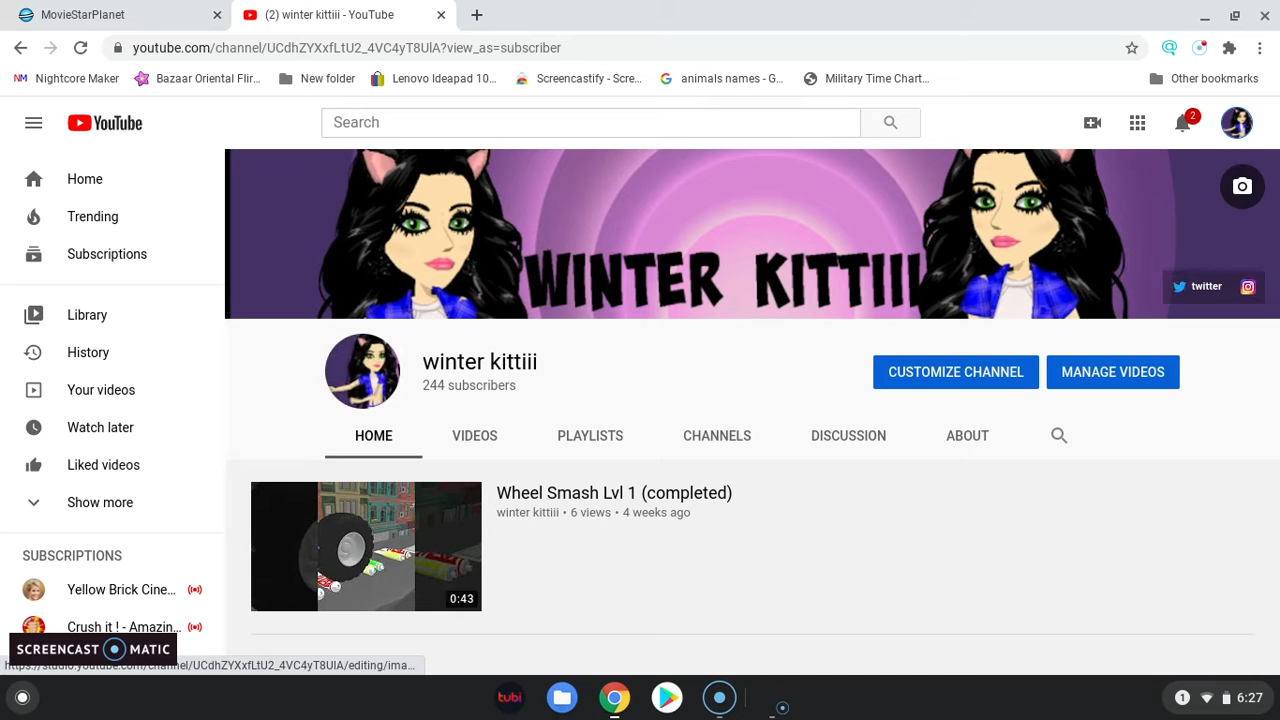 MovieStarPlanet
(2) winter kittiii - YouTube
youtube.com/channel/UCdhZYXxfLtU2_4VC4yT8UlA?view_as=subscriber
Nightcore Maker
Bazaar Oriental Flir...
New folder
Lenovo Ideapad 10...
Screencastify - Scre...
animals names - G...
Military Time Chart...
Other bookmarks
YouTube
Search
2
Home
Trending
Subscriptions
Library
History
Your videos
Watch later
Liked videos
Show more
SUBSCRIPTIONS
Yellow Brick Cine...
Crush it ! - Amazin...
WINTER KITTIII
twitter
winter kittiii
244 subscribers
CUSTOMIZE CHANNEL
MANAGE VIDEOS
HOME
VIDEOS
PLAYLISTS
CHANNELS
DISCUSSION
ABOUT
Wheel Smash Lvl 1 (completed)
winter kittiii • 6 views • 4 weeks ago
0:43
SCREENCAST MATIC
https://studio.youtube.com/channel/UCdhZYXxfLtU2_4VC4yT8UlA/editing/ima...
tubi
1
6:27